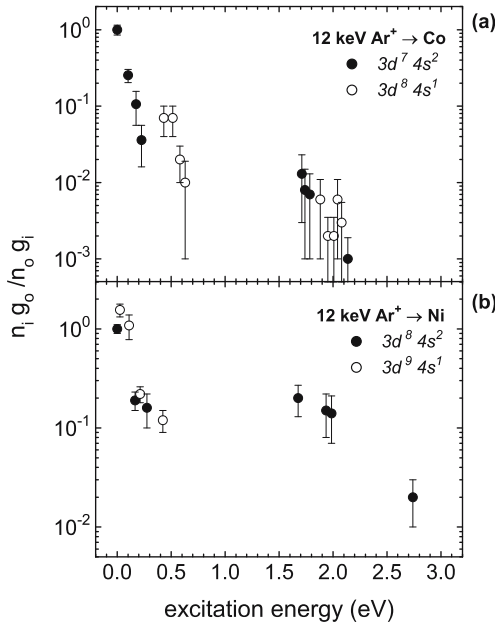 (a)
12 keV Ar⁺ → Co
3d⁷ 4s²
3d⁸ 4s¹
10⁰
10⁻¹
10⁻²
10⁻³
nᵢ gₒ /nₒ gᵢ
(b)
12 keV Ar⁺ → Ni
3d⁸ 4s²
3d⁹ 4s¹
10⁰
10⁻¹
10⁻²
0.0 0.5 1.0 1.5 2.0 2.5 3.0
excitation energy (eV)